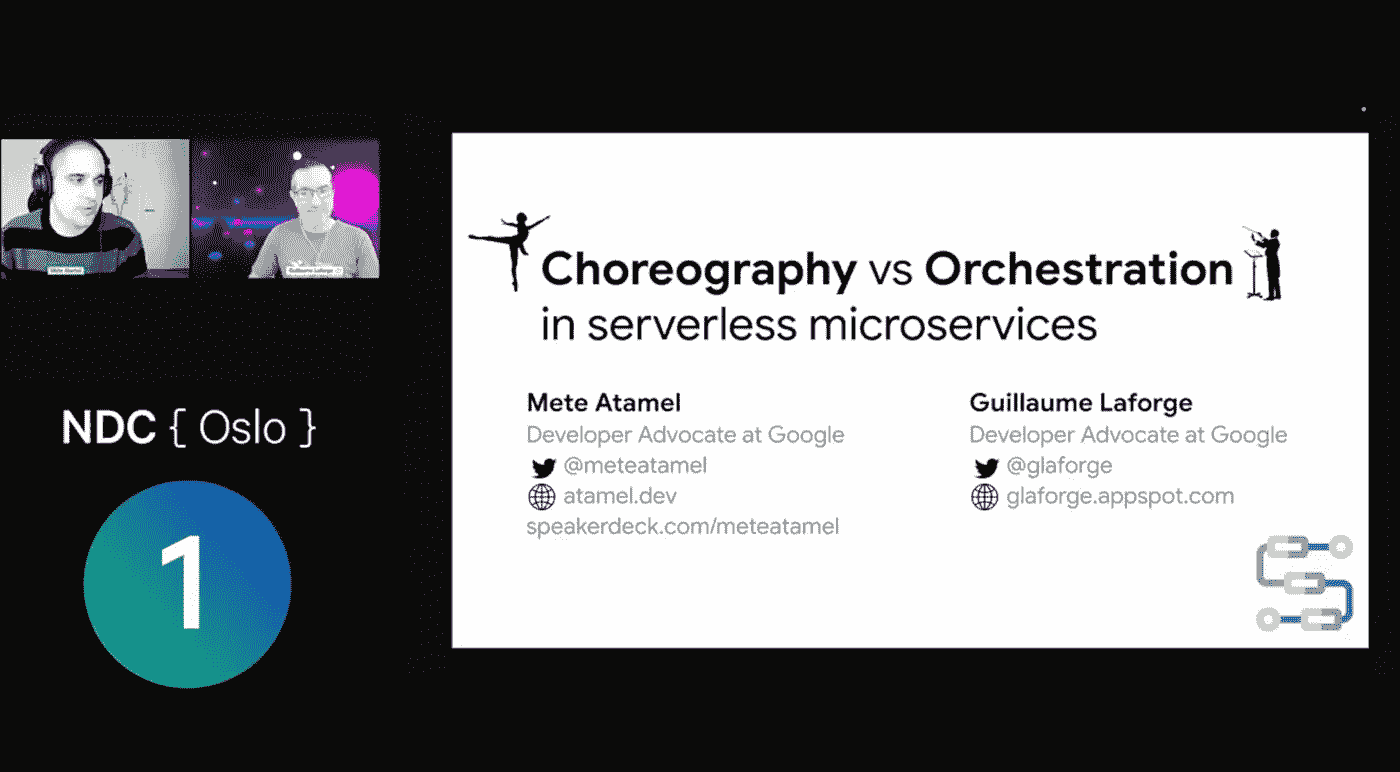 Mete Atamel
Guillaume Laforge
NDC { Oslo }
1
Choreography vs Orchestration
in serverless microservices
Mete Atamel
Developer Advocate at Google
@meteatamel
atamel.dev
speakerdeck.com/meteatamel
Guillaume Laforge
Developer Advocate at Google
@glaforge
glaforge.appspot.com